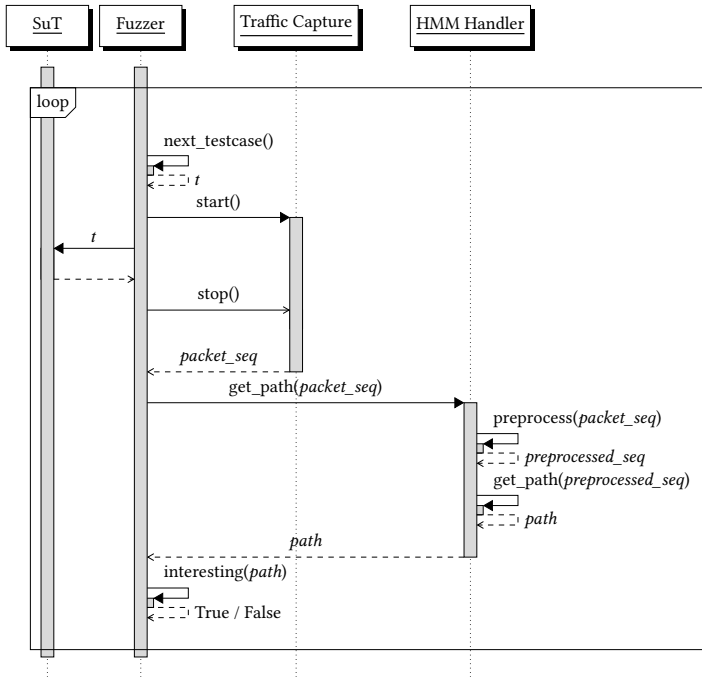 SuT
Fuzzer
Traffic Capture
HMM Handler
loop
next_testcase()
t
start()
t
stop()
packet_seq
get_path(packet_seq)
preprocess(packet_seq)
preprocessed_seq
get_path(preprocessed_seq)
path
path
interesting(path)
True / False